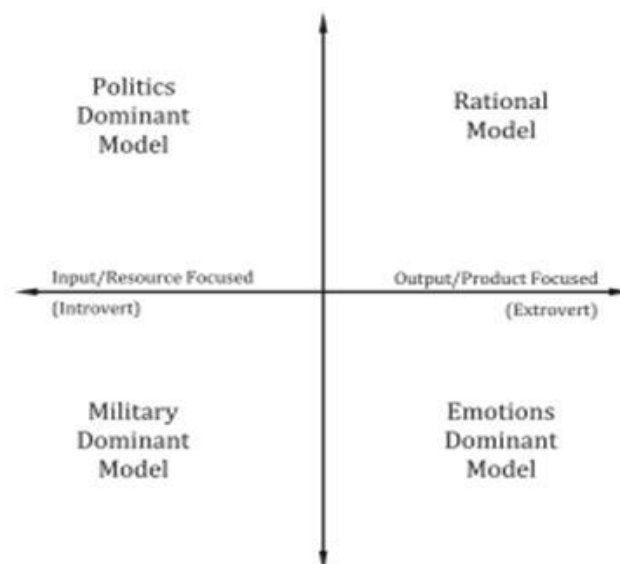 Politics
Dominant
Model
Rational
Model
Input/Resource Focused
Output/Product Focused
(Introvert)
(Extrovert)
Military
Dominant
Model
Emotions
Dominant
Model